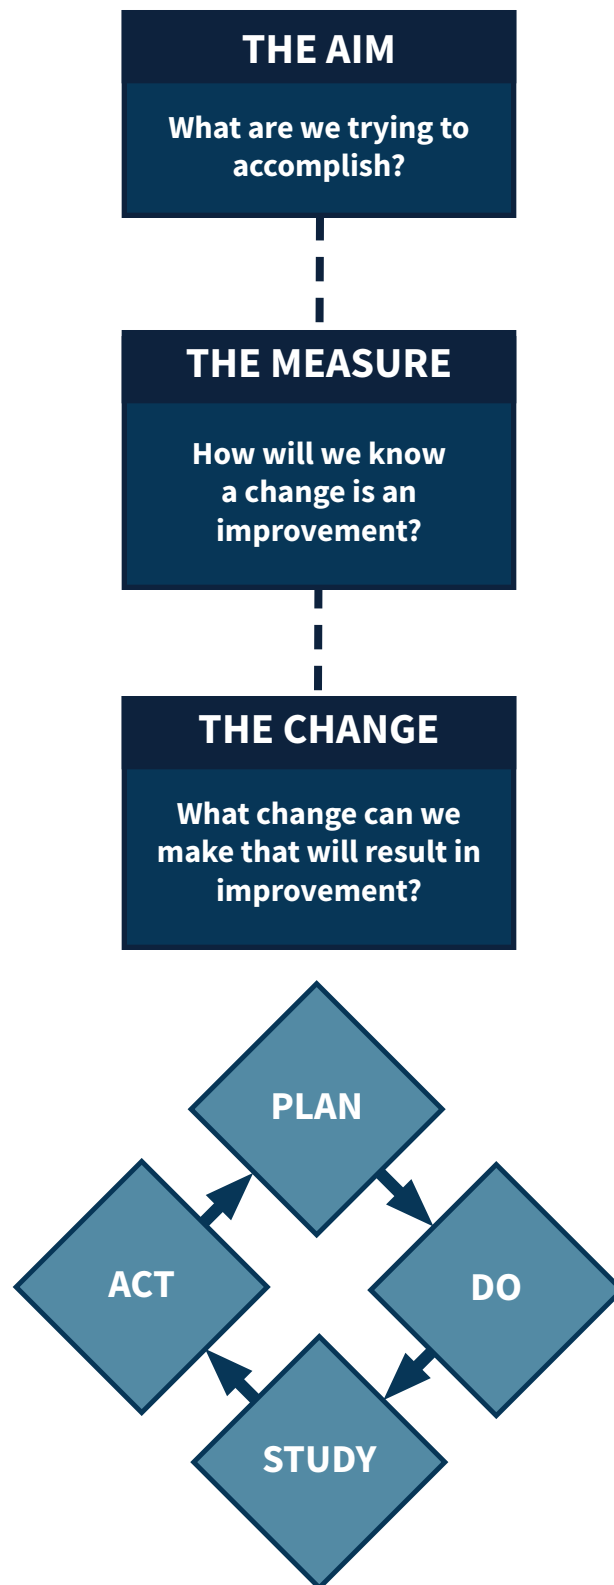 THE AIM
What are we trying to
accomplish?
THE MEASURE
How will we know
a change is an
improvement?
THE CHANGE
What change can we
make that will result in
improvement?
PLAN
ACT
DO
STUDY